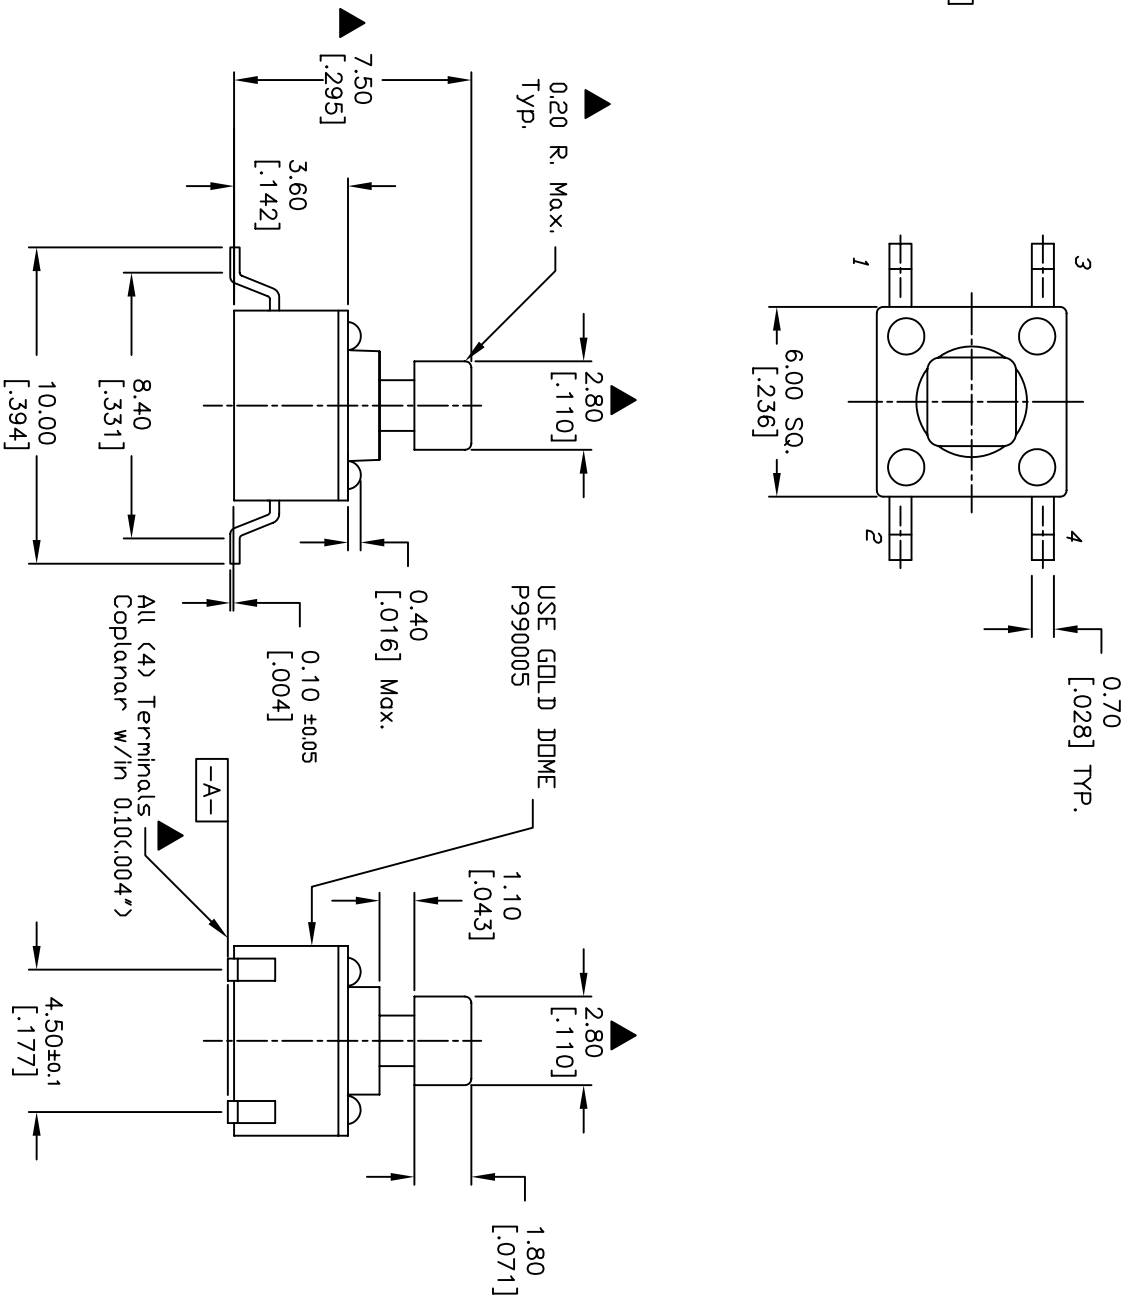 ]
3
1
4
2
6.00 SQ.
[.236]
0.70
[.028] TYP.
7.50
[.295]
0.20 R. Max.
Typ.
3.60
[.142]
2.80
[.110]
8.40
[.331]
10.00
[.394]
0.40
[.016] Max.
0.10 ±0.05
[.004]
USE GOLD DOME
P990005
All (4) Terminals
Coplanar w/in 0.10(.004")
-A-
1.10
[.043]
2.80
[.110]
4.50±0.1
[.177]
1.80
[.071]